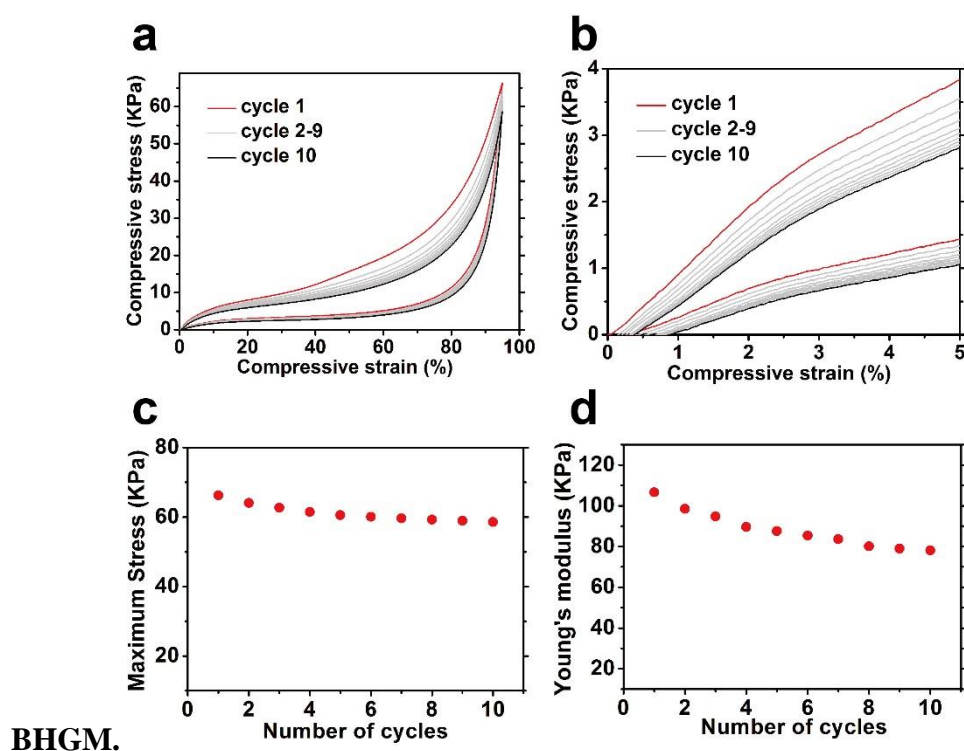 a
Compressive stress (KPa)
60
50
40
30
20
10
0
cycle 1
cycle 2-9
cycle 10
0 20 40 60 80 100
Compressive strain (%)
b
Compressive stress (KPa)
4
3
2
1
0
cycle 1
cycle 2-9
cycle 10
0 1 2 3 4 5
Compressive strain (%)
c
Maximum Stress (KPa)
80
60
40
20
0 2 4 6 8 10
Number of cycles
d
Young's modulus (KPa)
120
100
80
60
40
20
0 2 4 6 8 10
Number of cycles
BHGM.